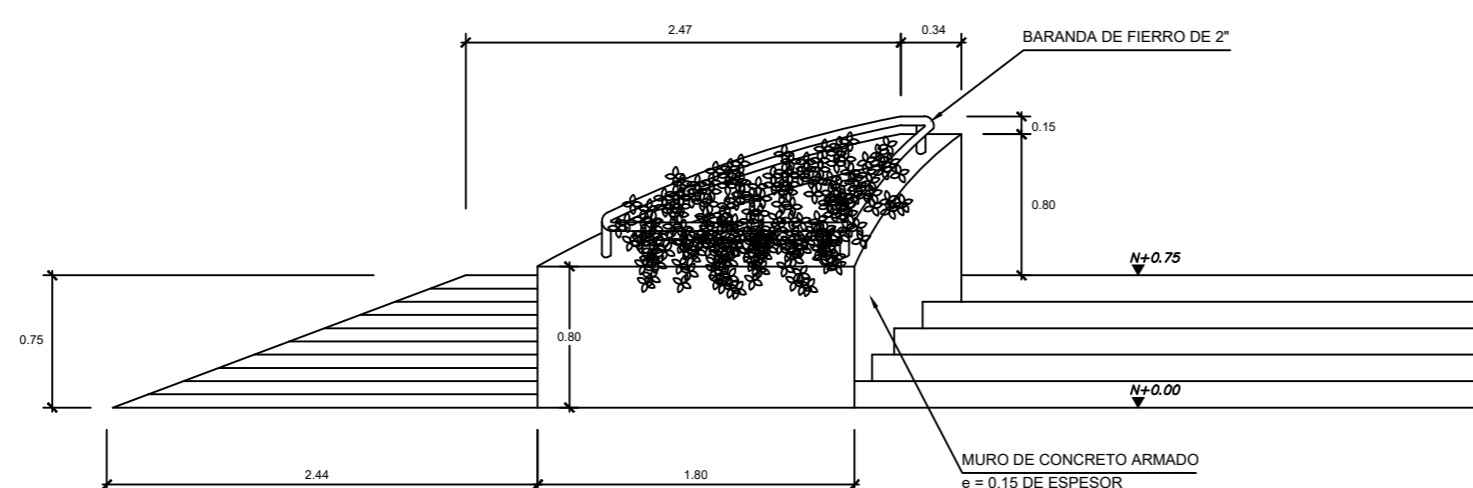 2.47
0.34
BARANDA DE FIERRO DE 2"
0.15
0.80
N+0.75
0.75
0.80
N+0.00
MURO DE CONCRETO ARMADO
e = 0.15 DE ESPESOR
2.44
1.80